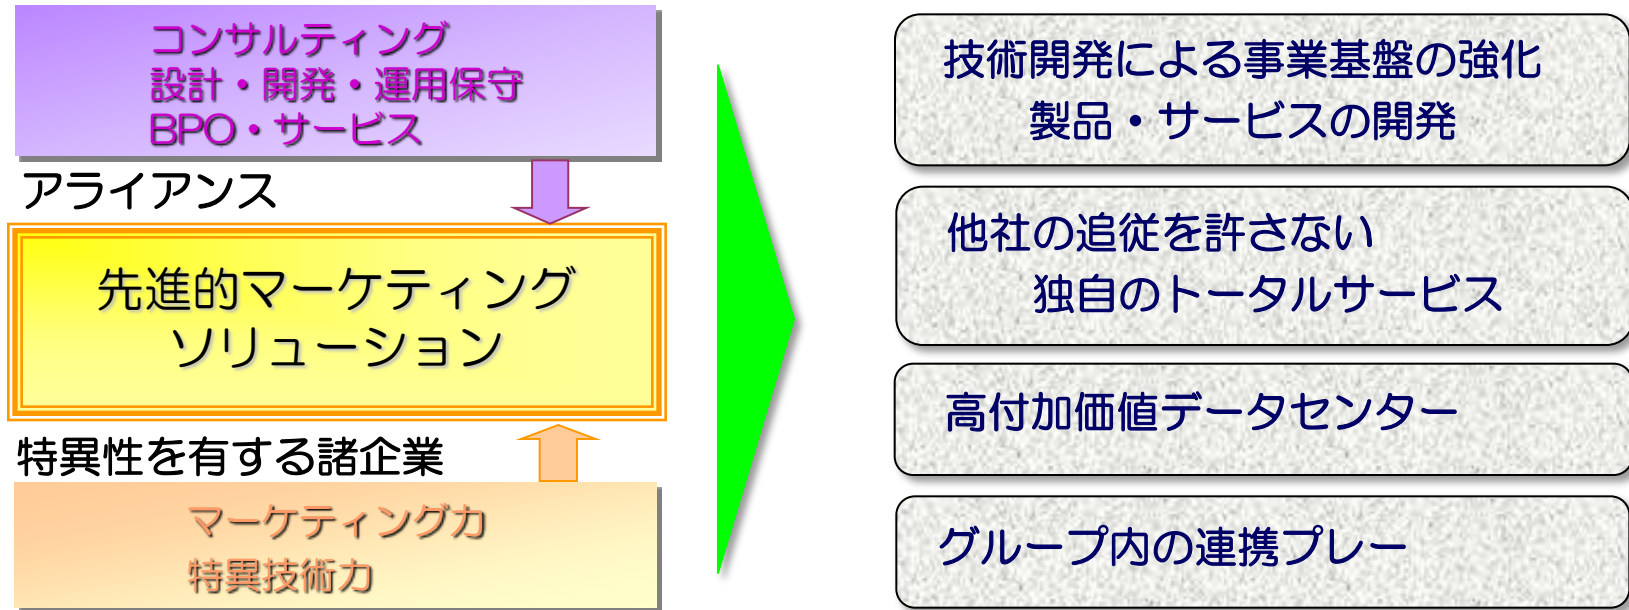 コンサルティング
設計・開発・運用保守
BPO・サービス
アライアンス
先進的マーケティング
ソリューション
特異性を有する諸企業
マーケティング力
特異技術力
技術開発による事業基盤の強化
製品・サービスの開発
他社の追従を許さない
独自のトータルサービス
高付加価値データセンター
グループ内の連携プレー